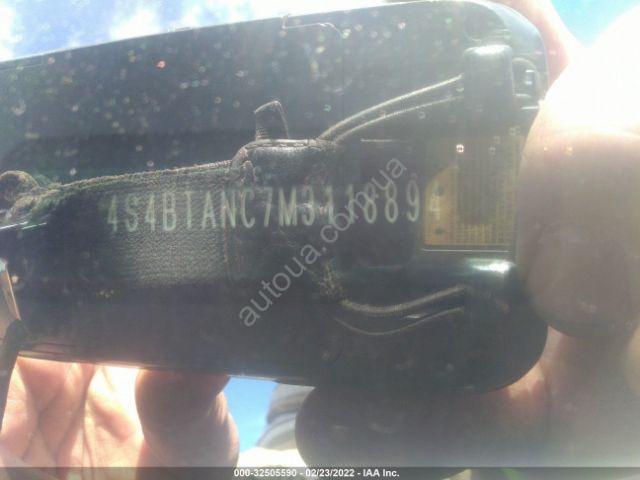 4S4BTANC7M3118894
autoua.com.ua
000-32505590 - 02/23/2022 - IAA Inc.